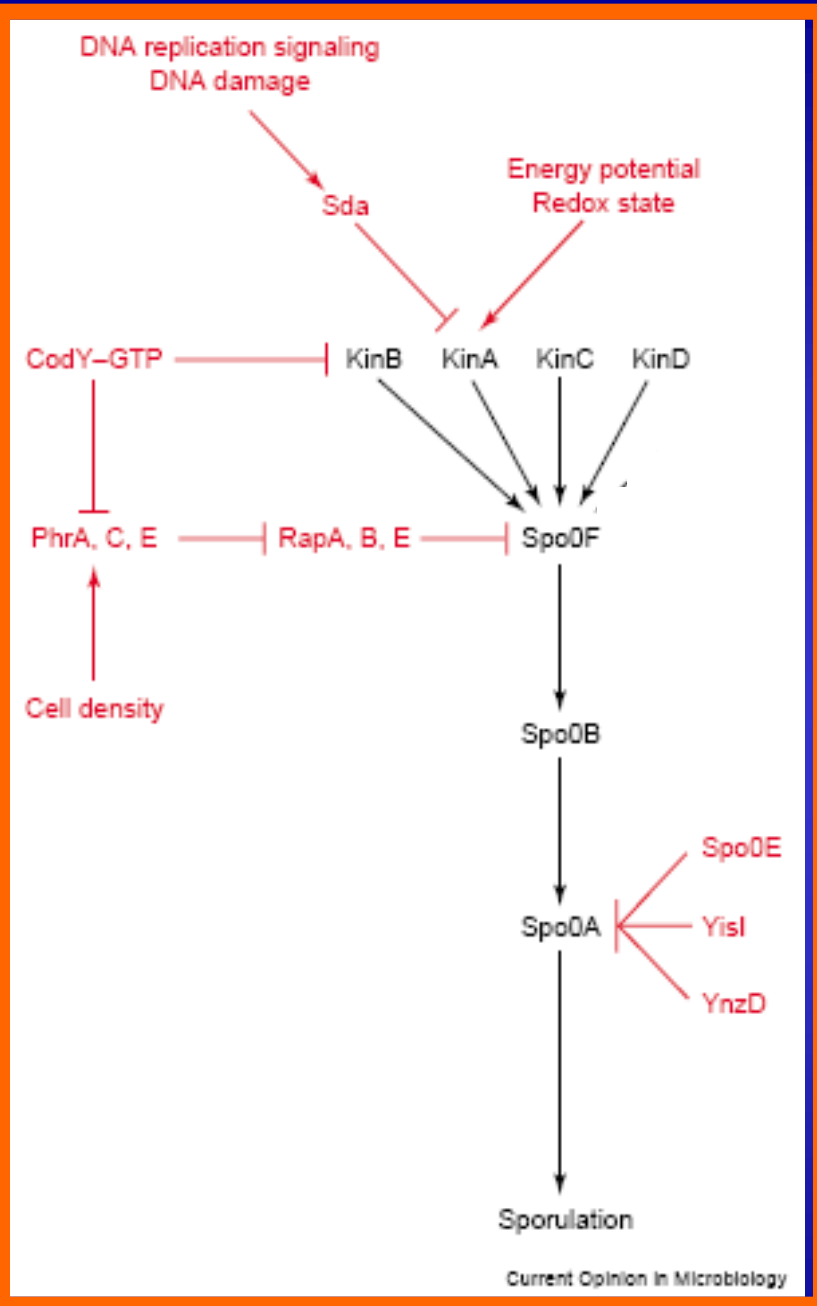 DNA replication signaling
DNA damage
Energy potential
Redox state
Sda
CodY–GTP
KinB
KinA
KinC
KinD
PhrA, C, E
RapA, B, E
Spo0F
Cell density
Spo0B
Spo0E
Spo0A
YisI
YnzD
Sporulation
Current Opinion in Microbiology